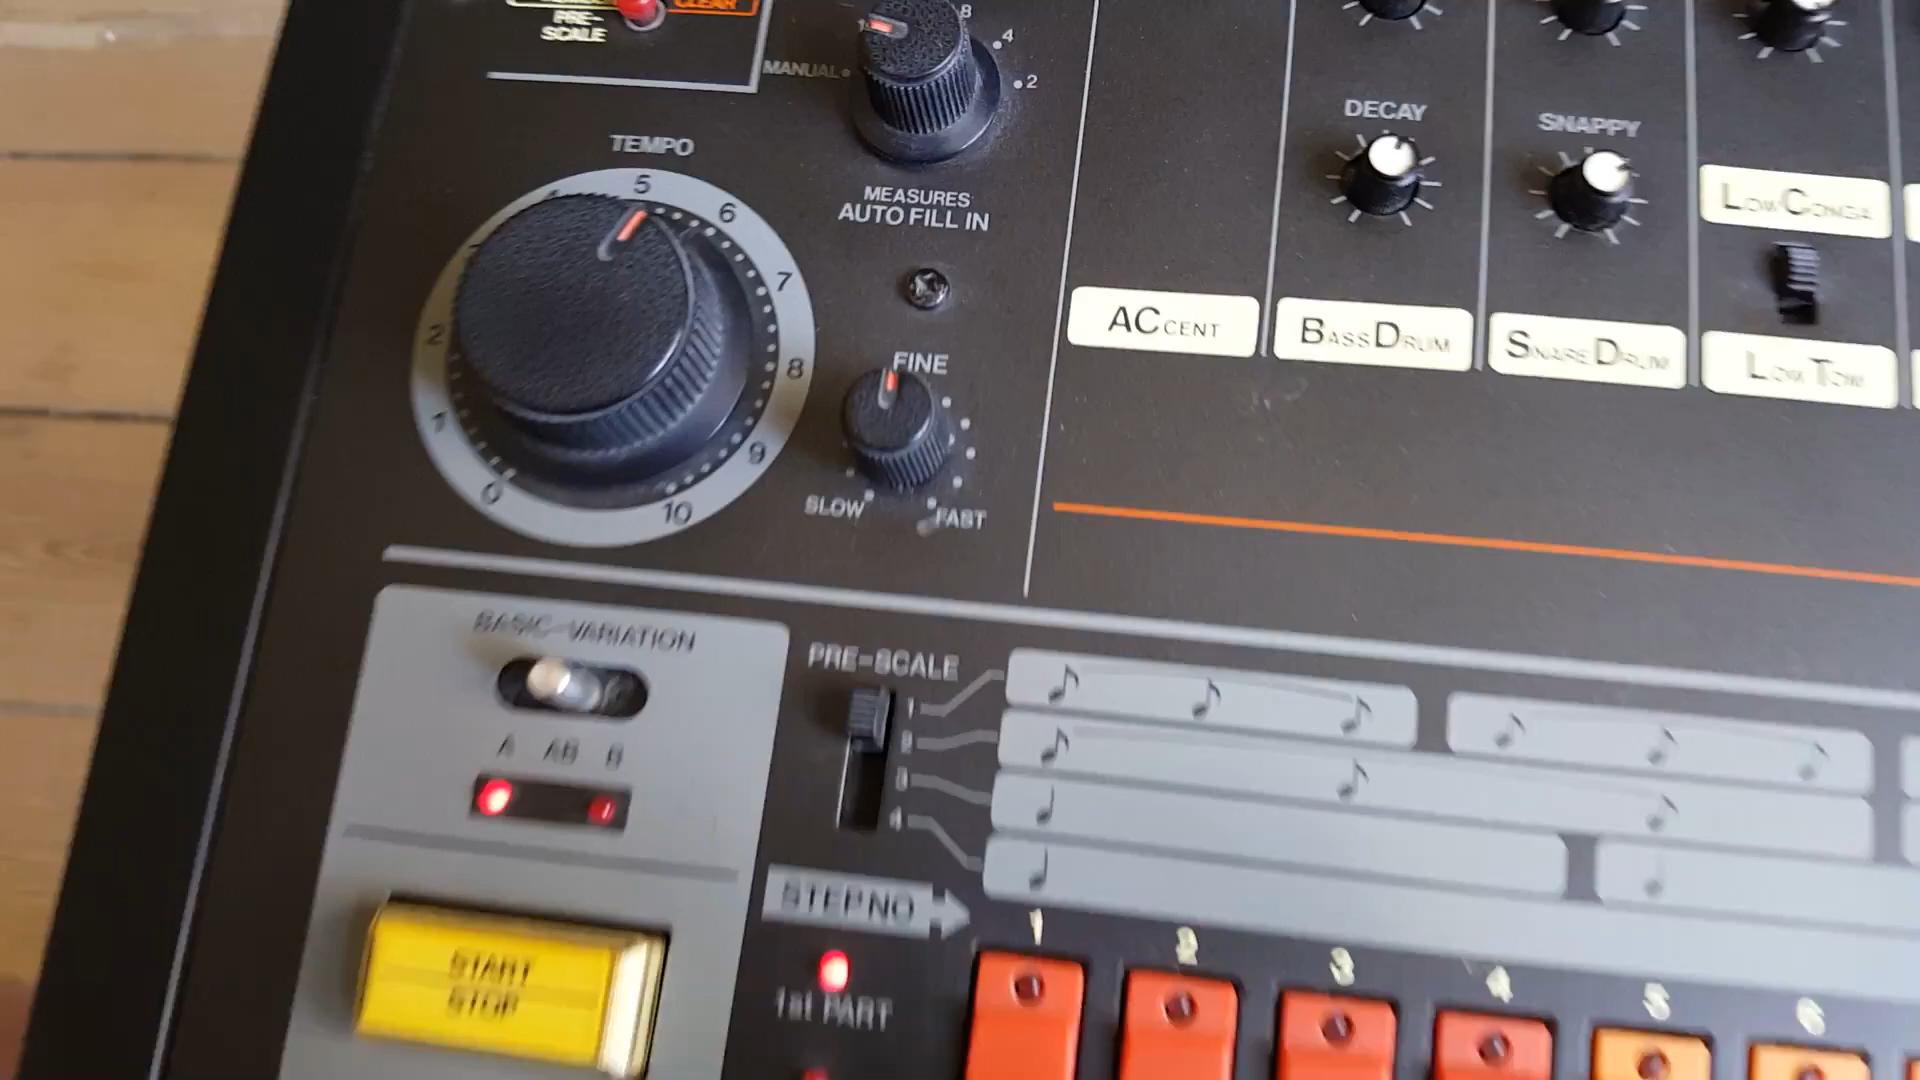 CLEAR
PRE-
SCALE
8
4
2
1
MANUAL
TEMPO
5
6
7
8
9
10
0
1
2
MEASURES
AUTO FILL IN
FINE
SLOW
FAST
DECAY
SNAPPY
LOW CONGA
ACCENT
BASS DRUM
SNARE DRUM
LOW TOM
BASIC-VARIATION
A AB B
PRE-SCALE
1
2
3
4
START
STOP
STEP NO
1st PART
1 2 3 4 5 6